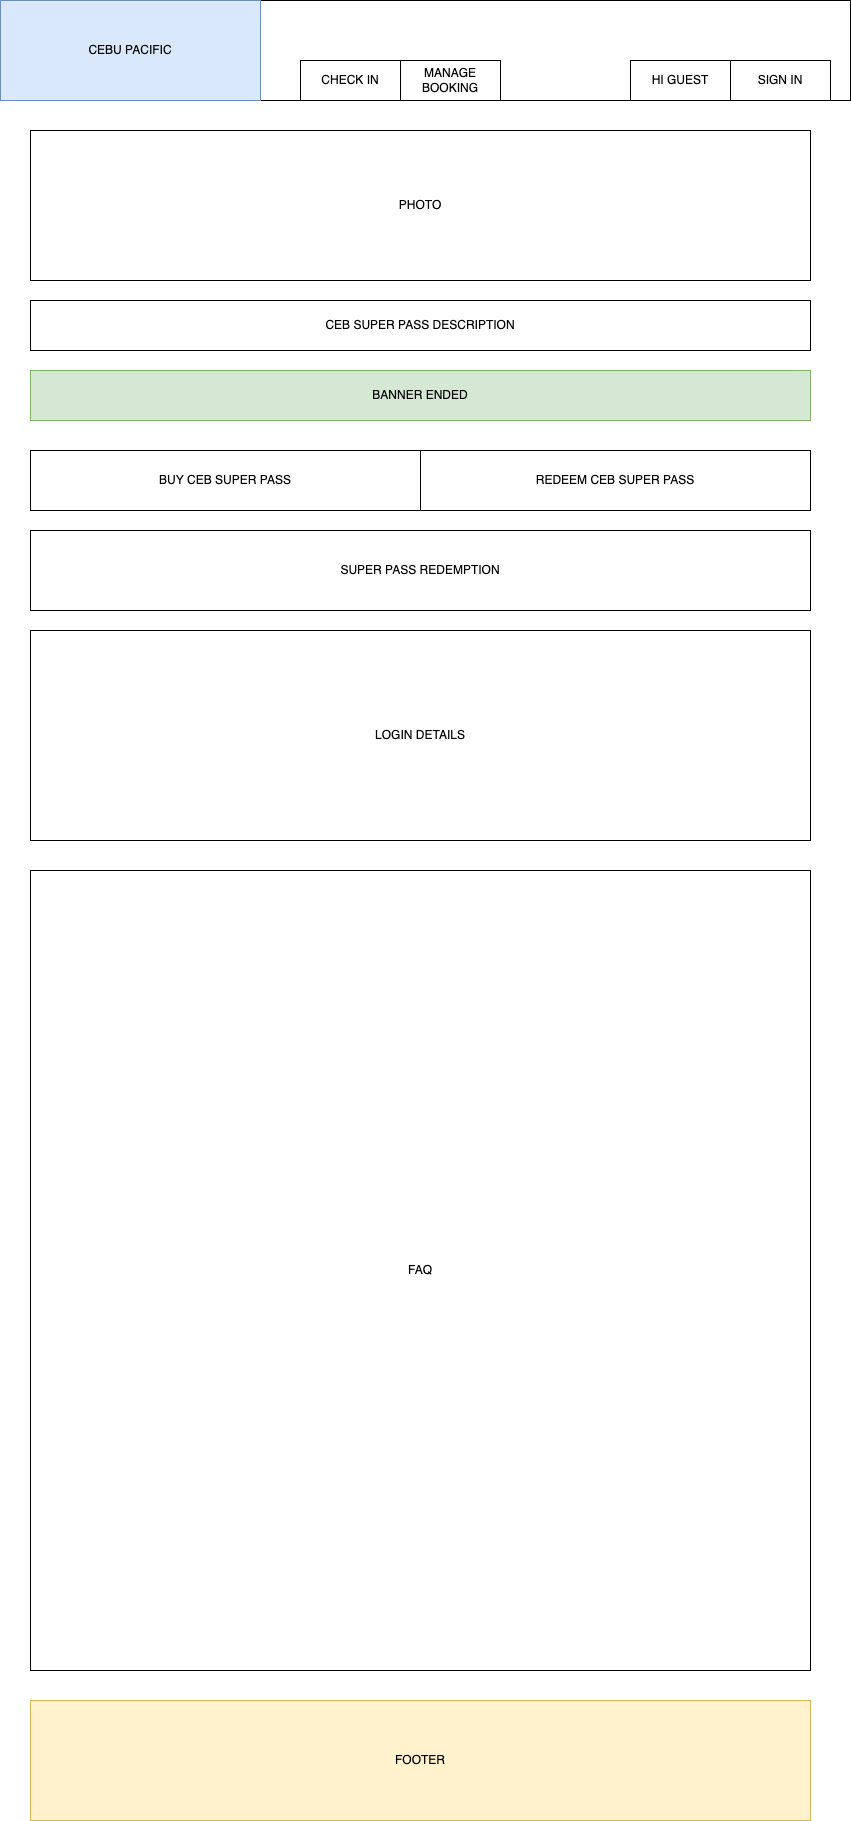 CEBU PACIFIC
CHECK IN
MANAGE
BOOKING
HI GUEST
SIGN IN
PHOTO
CEB SUPER PASS DESCRIPTION
BANNER ENDED
BUY CEB SUPER PASS
REDEEM CEB SUPER PASS
SUPER PASS REDEMPTION
LOGIN DETAILS
FAQ
FOOTER